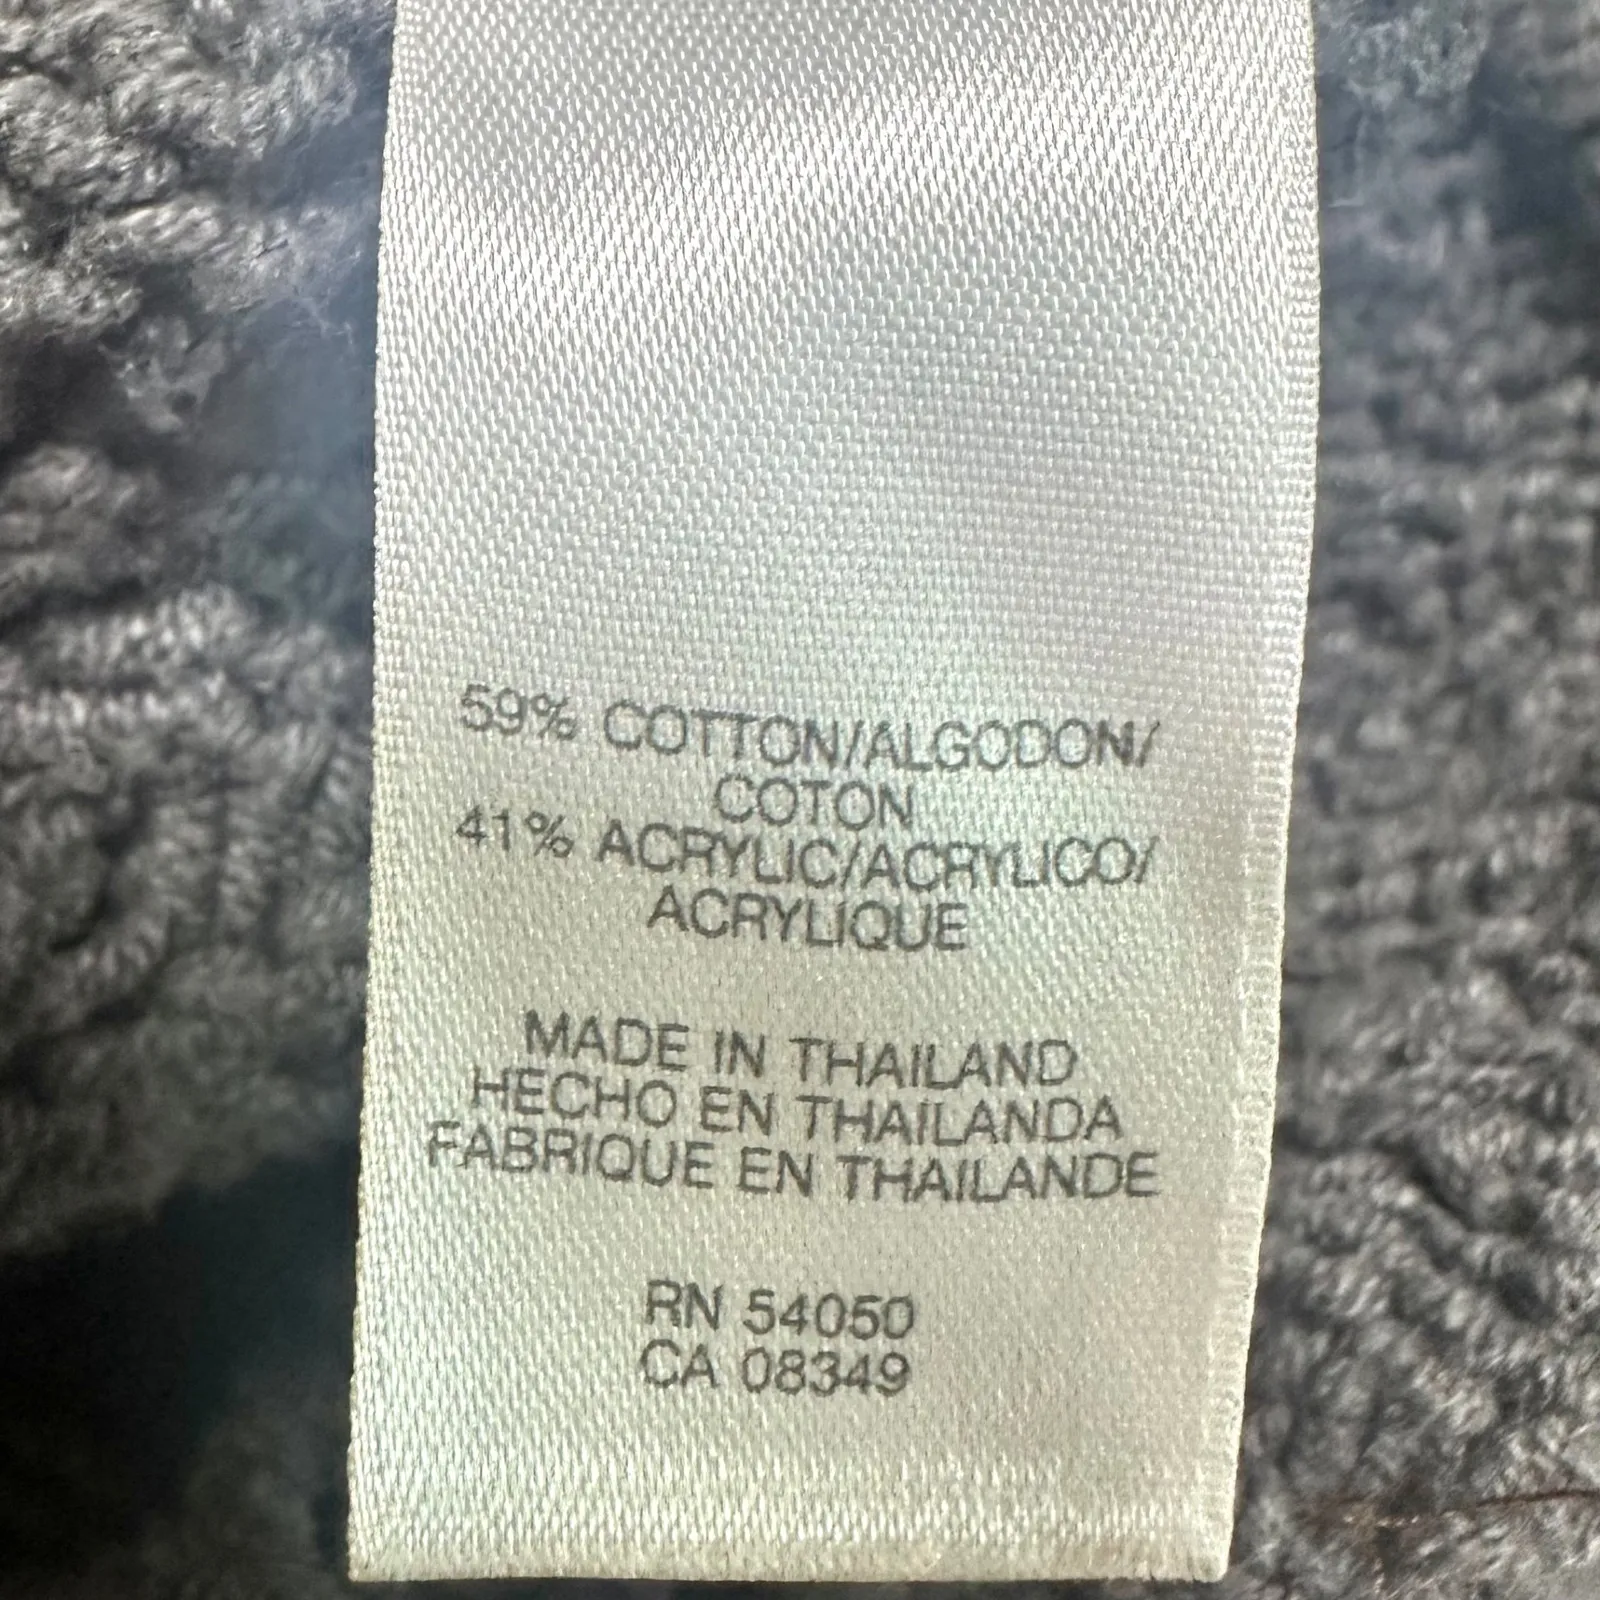 59% COTTON/ALGODON/
COTON
41% ACRYLIC/ACRYLICO/
ACRYLIQUE
MADE IN THAILAND
HECHO EN THAILANDA
FABRIQUE EN THAILANDE
RN 54050
CA 08349